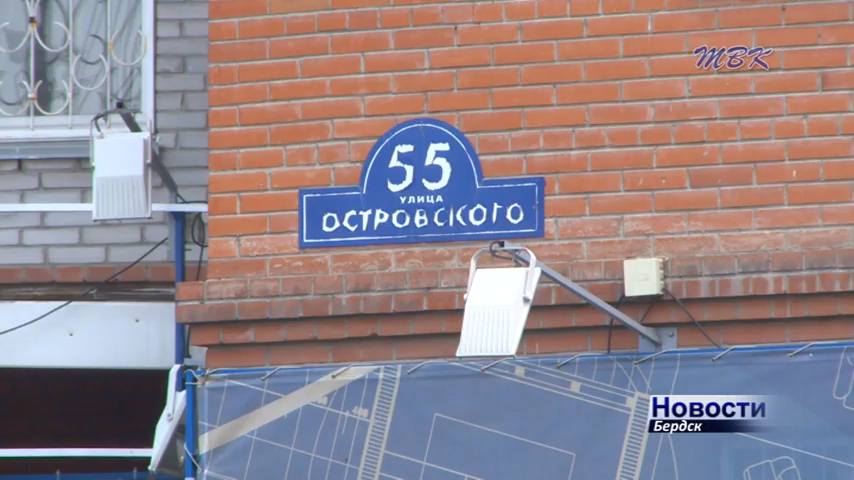 ТВК
55
УЛИЦА
ОСТРОВСКОГО
Новости
Бердск